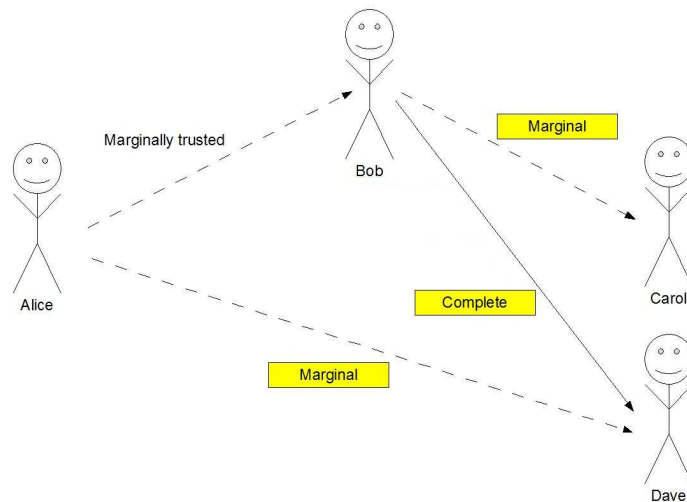 Marginally trusted
Bob
Marginal
Alice
Complete
Carol
Marginal
Dave